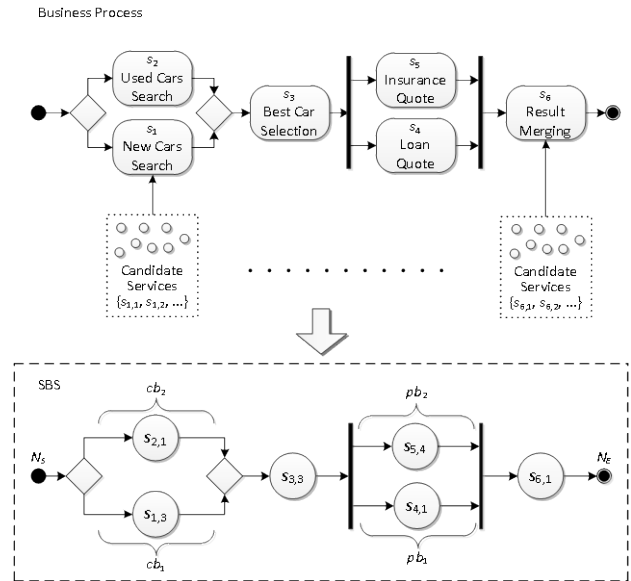 Business Process
s2
Used Cars
Search
s5
Insurance
Quote
s3
Best Car
Selection
s6
Result
Merging
s1
New Cars
Search
s4
Loan
Quote
Candidate
Services
{s1,1, s1,2, ...}
Candidate
Services
{s6,1, s6,2, ...}
SBS
cb2
pb2
NS
s2,1
s5,4
NE
s3,3
s6,1
s1,3
s4,1
cb1
pb1